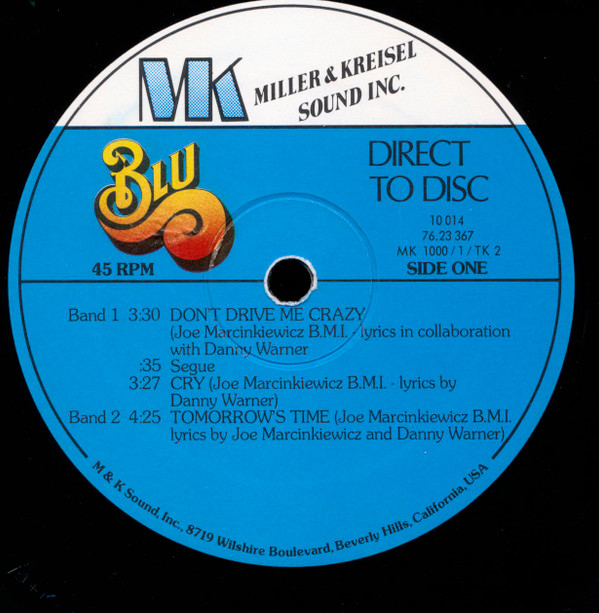 MK
MILLER & KREISEL
SOUND INC.
BLU
DIRECT
TO DISC
10 014
76.23 367
MK 1000 / 1 / TK 2
45 RPM
SIDE ONE
Band 1 3:30 DON'T DRIVE ME CRAZY
(Joe Marcinkiewicz B.M.I. - lyrics in collaboration
with Danny Warner
:35 Segue
3:27 CRY (Joe Marcinkiewicz B.M.I. - lyrics by
Danny Warner)
Band 2 4:25 TOMORROW'S TIME (Joe Marcinkiewicz B.M.I.
lyrics by Joe Marcinkiewicz and Danny Warner)
M & K Sound, Inc., 8719 Wilshire Boulevard, Beverly Hills, California, USA